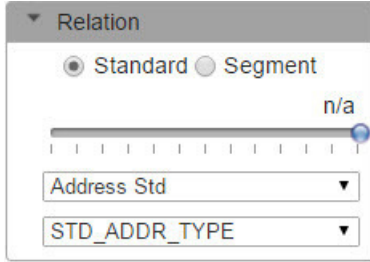 Relation
Standard Segment
n/a
Address Std
STD_ADDR_TYPE